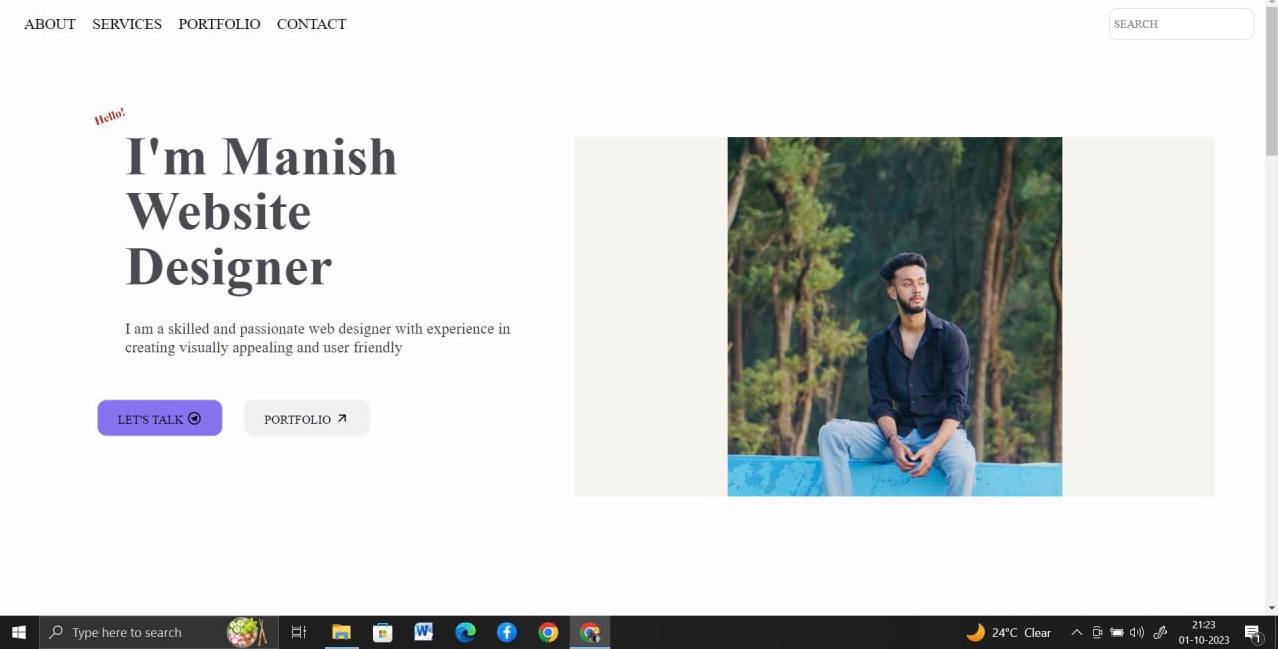 ABOUT SERVICES PORTFOLIO CONTACT
SEARCH
Hello!
I'm Manish
Website
Designer
I am a skilled and passionate web designer with experience in
creating visually appealing and user friendly
LET'S TALK
PORTFOLIO
Type here to search
24°C Clear
21:23
01-10-2023
1